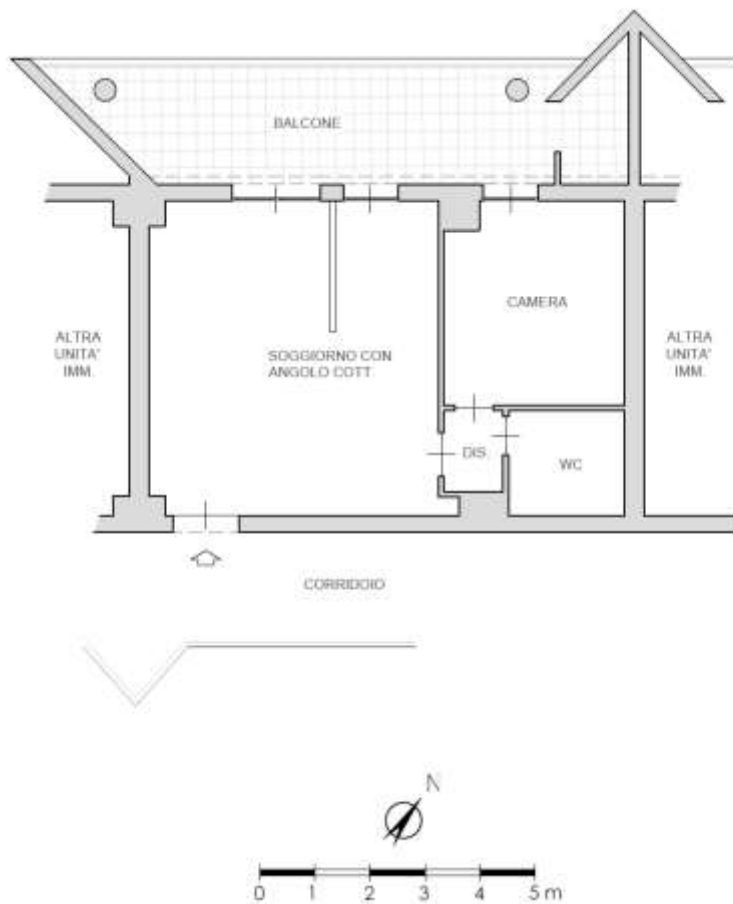 BALCONE
CAMERA
ALTRA
UNITA'
IMM.
SOGGIORNO CON
ANGOLO COTT.
ALTRA
UNITA'
IMM.
DIS.
WC
CORRIDOIO
N
0 1 2 3 4 5 m